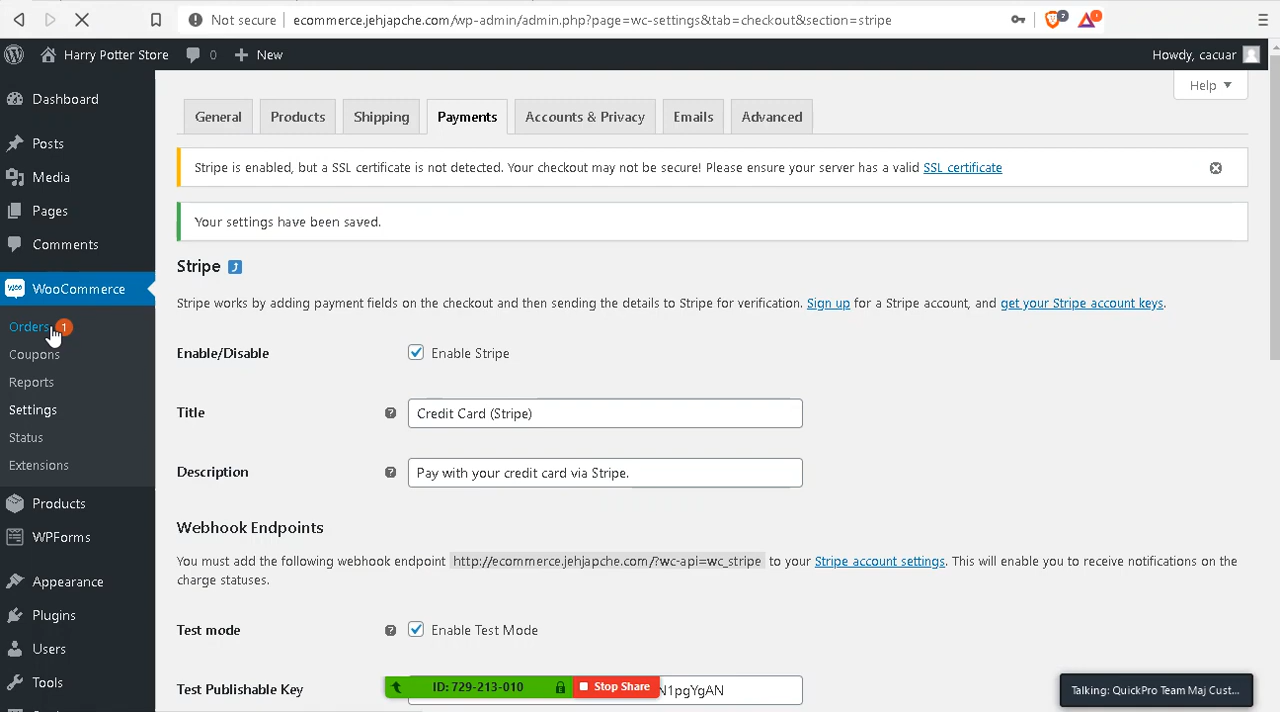 Not secure | ecommerce.jehjapche.com/wp-admin/admin.php?page=wc-settings&tab=checkout&section=stripe
Harry Potter Store 0 + New Howdy, cacuar
Help
Dashboard
Posts
Media
Pages
Comments
WooCommerce
Orders 1
Coupons
Reports
Settings
Status
Extensions
Products
WPForms
Appearance
Plugins
Users
Tools
General Products Shipping Payments Accounts & Privacy Emails Advanced
Stripe is enabled, but a SSL certificate is not detected. Your checkout may not be secure! Please ensure your server has a valid SSL certificate
Your settings have been saved.
Stripe
Stripe works by adding payment fields on the checkout and then sending the details to Stripe for verification. Sign up for a Stripe account, and get your Stripe account keys.
Enable/Disable Enable Stripe
Title Credit Card (Stripe)
Description Pay with your credit card via Stripe.
Webhook Endpoints
You must add the following webhook endpoint http://ecommerce.jehjapche.com/?wc-api=wc_stripe to your Stripe account settings. This will enable you to receive notifications on the
charge statuses.
Test mode Enable Test Mode
Test Publishable Key N1pgYgAN
ID: 729-213-010 Stop Share
Talking: QuickPro Team Maj Cust...